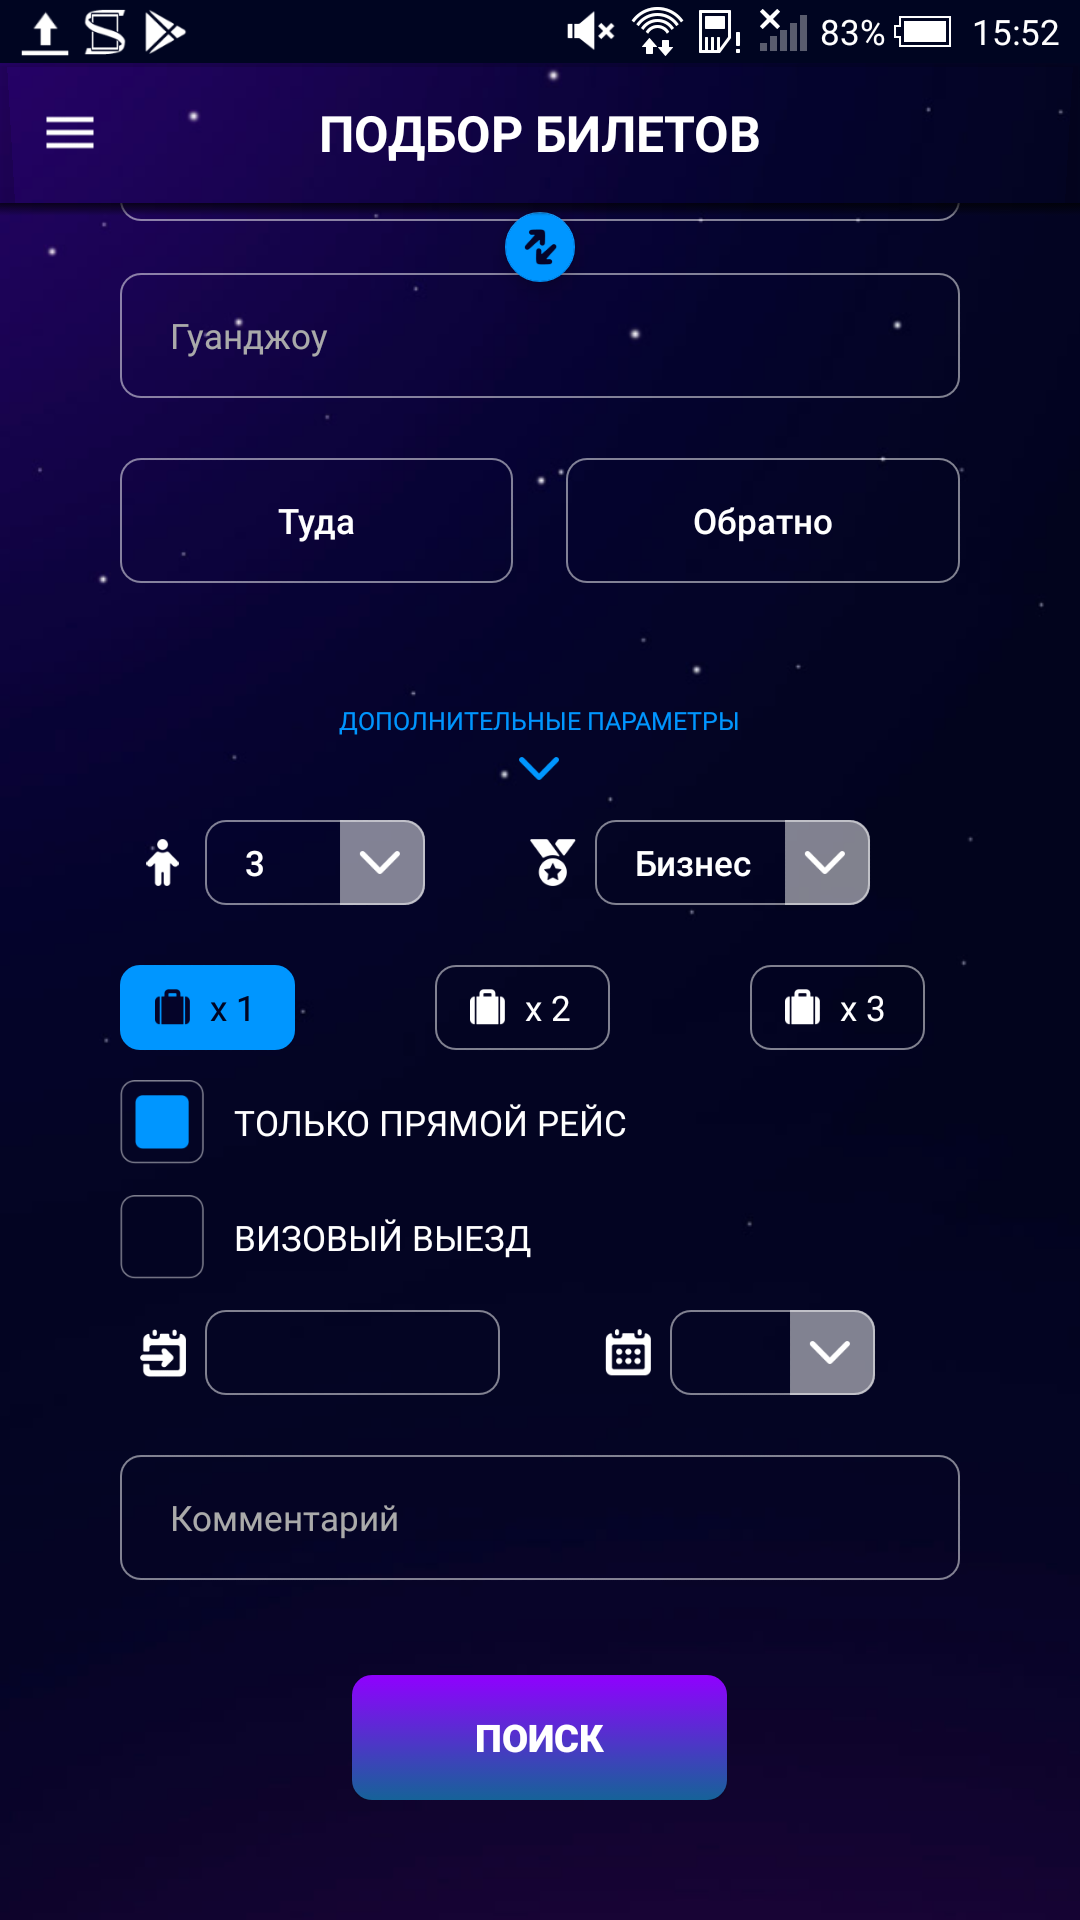 83% 15:52
ПОДБОР БИЛЕТОВ
Гуанджоу
Туда Обратно
ДОПОЛНИТЕЛЬНЫЕ ПАРАМЕТРЫ
3 Бизнес
x 1 x 2 x 3
ТОЛЬКО ПРЯМОЙ РЕЙС
ВИЗОВЫЙ ВЫЕЗД
Комментарий
ПОИСК